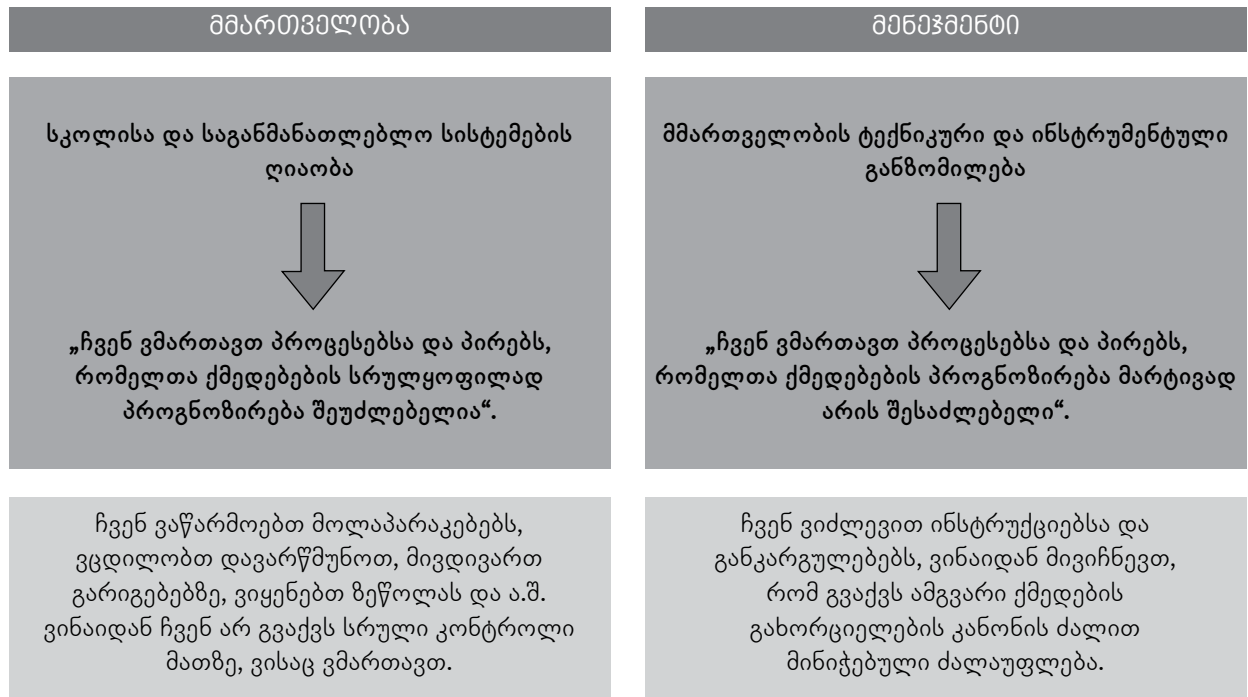 მმართველობა
სკოლისა და საგანმანათლებლო სისტემების
ღიაობა
„ჩვენ ვმართავთ პროცესებსა და პირებს,
რომელთა ქმედებების სრულყოფილად
პროგნოზირება შეუძლებელია“.
ჩვენ ვაწარმოებთ მოლაპარაკებებს,
ვცდილობთ დავარწმუნოთ, მივდივართ
გარიგებებზე, ვიყენებთ ზეწოლას და ა.შ.
ვინაიდან ჩვენ არ გვაქვს სრული კონტროლი
მათზე, ვისაც ვმართავთ.
მენეჯმენტი
მმართველობის ტექნიკური და ინსტრუმენტული
განზომილება
„ჩვენ ვმართავთ პროცესებსა და პირებს,
რომელთა ქმედებების პროგნოზირება მარტივად
არის შესაძლებელი“.
ჩვენ ვიძლევით ინსტრუქციებსა და
განკარგულებებს, ვინაიდან მივიჩნევთ,
რომ გვაქვს ამგვარი ქმედების
გახორციელების კანონის ძალით
მინიჭებული ძალაუფლება.